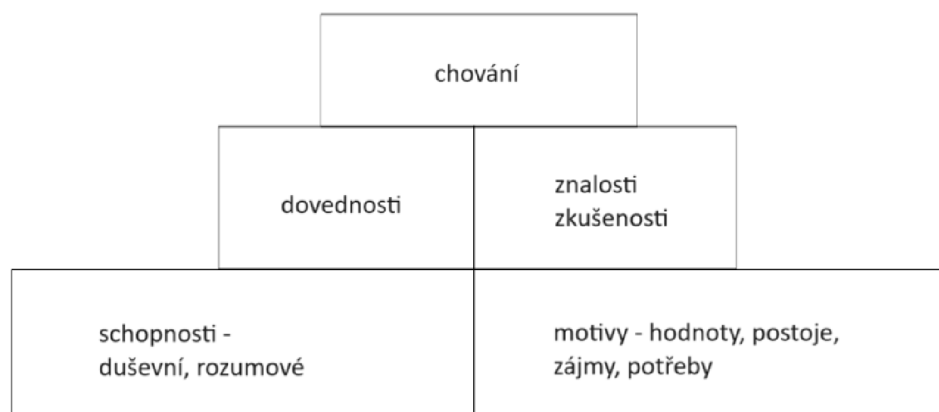 chování
dovednosti
znalosti
zkušenosti
schopnosti -
duševní, rozumové
motivy - hodnoty, postoje,
zájmy, potřeby